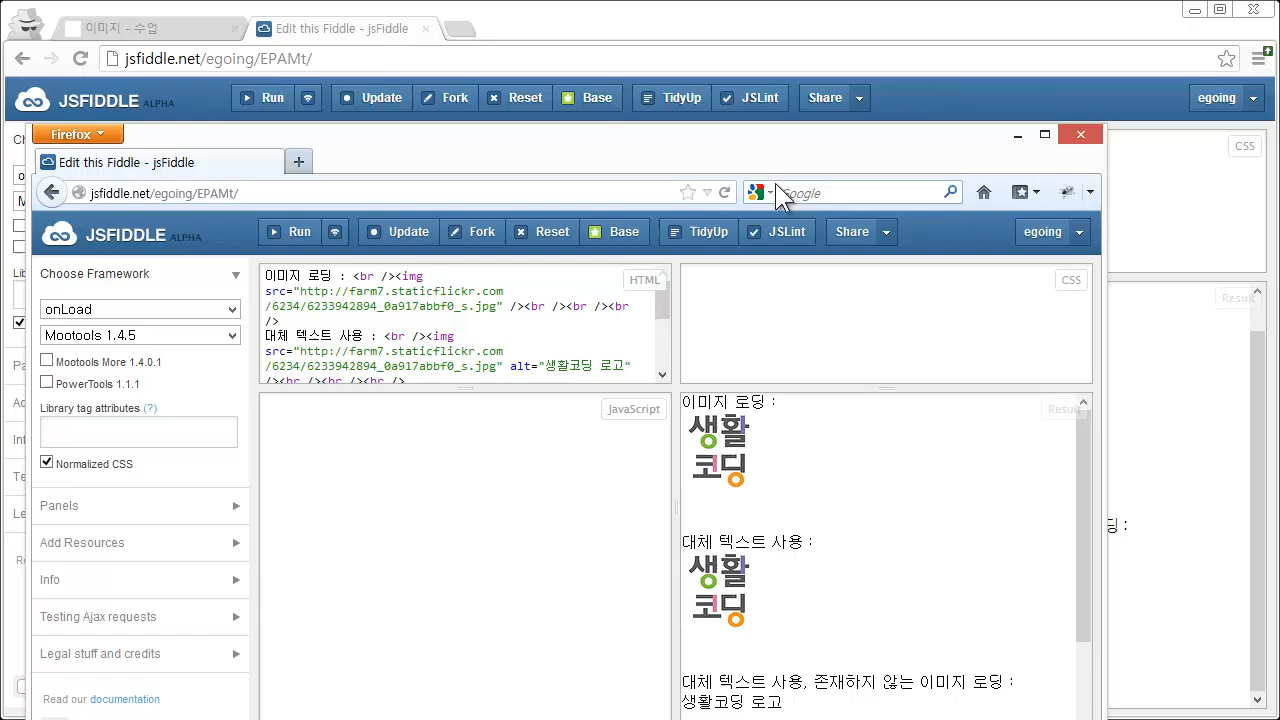 이미지 - 수업
Edit this Fiddle - jsFiddle
jsfiddle.net/egoing/EPAMt/
JSFIDDLE ALPHA
Run
Update
Fork
Reset
Base
TidyUp
JSLint
Share
egoing
CSS
Result
딩 :
Firefox
Edit this Fiddle - jsFiddle
jsfiddle.net/egoing/EPAMt/
Google
JSFIDDLE ALPHA
Run
Update
Fork
Reset
Base
TidyUp
JSLint
Share
egoing
Choose Framework
onLoad
Mootools 1.4.5
Mootools More 1.4.0.1
PowerTools 1.1.1
Library tag attributes (?)
Normalized CSS
Panels
Add Resources
Info
Testing Ajax requests
Legal stuff and credits
Read our documentation
HTML
이미지 로딩 : <br /><img
src="http://farm7.staticflickr.com
/6234/6233942894_0a917abbf0_s.jpg" /><br /><br /><br
/>
대체 텍스트 사용 : <br /><img
src="http://farm7.staticflickr.com
/6234/6233942894_0a917abbf0_s.jpg" alt="생활코딩 로고"
/><br /><br /><br />
CSS
JavaScript
Result
이미지 로딩 :
생활
코딩
대체 텍스트 사용 :
생활
코딩
대체 텍스트 사용, 존재하지 않는 이미지 로딩 :
생활코딩 로고